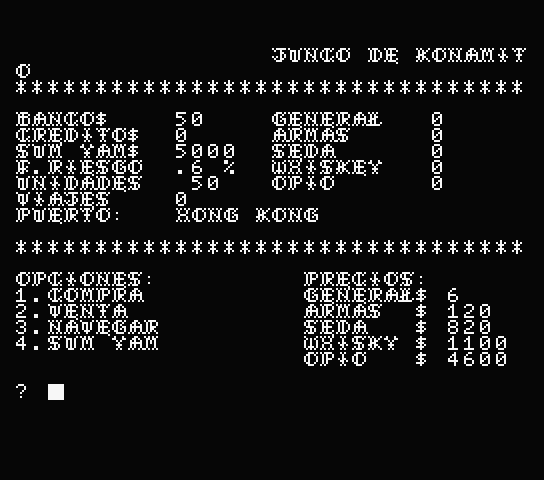 JUNCO DE KONAMIT
O
********************************
BANCO$ 50 GENERAL 0
CREDITO$ 0 ARMAS 0
SUM YAM$ 5000 SEDA 0
F.RIESGO .6 % WHISKEY 0
UNIDADES 50 OPIO 0
VIAJES 0
PUERTO: HONG KONG
********************************
OPCIONES: PRECIOS:
1.COMPRA GENERAL$ 6
2.VENTA ARMAS $ 120
3.NAVEGAR SEDA $ 820
4.SUM YAM WHISKY $ 1100
OPIO $ 4600
?